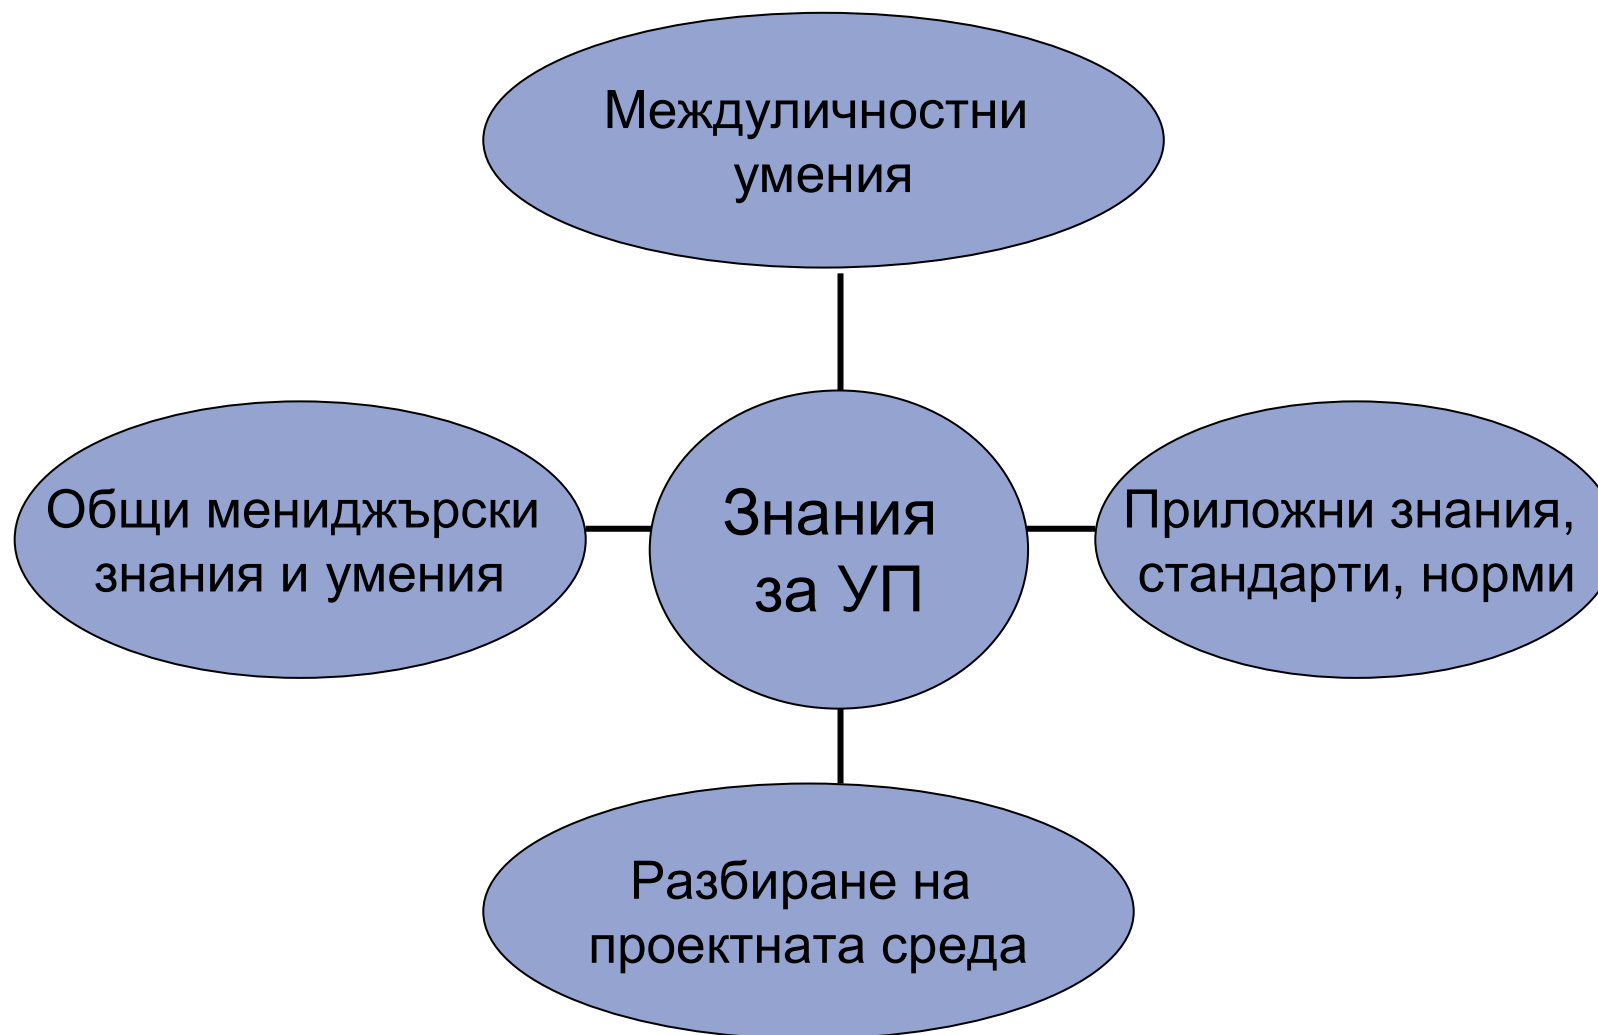 Междуличностни
умения
Общи мениджърски
знания и умения
Знания
за УП
Приложни знания,
стандарти, норми
Разбиране на
проектната среда